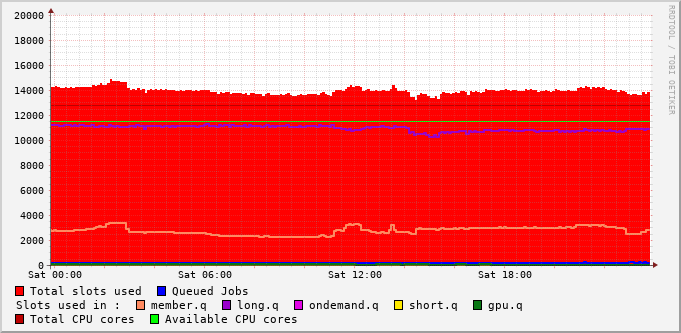 20000
18000
16000
14000
12000
10000
8000
6000
4000
2000
0
Sat 00:00 Sat 06:00 Sat 12:00 Sat 18:00
RRDTOOL / TOBI OETIKER
Total slots used Queued Jobs
Slots used in : member.q long.q ondemand.q short.q gpu.q
Total CPU cores Available CPU cores